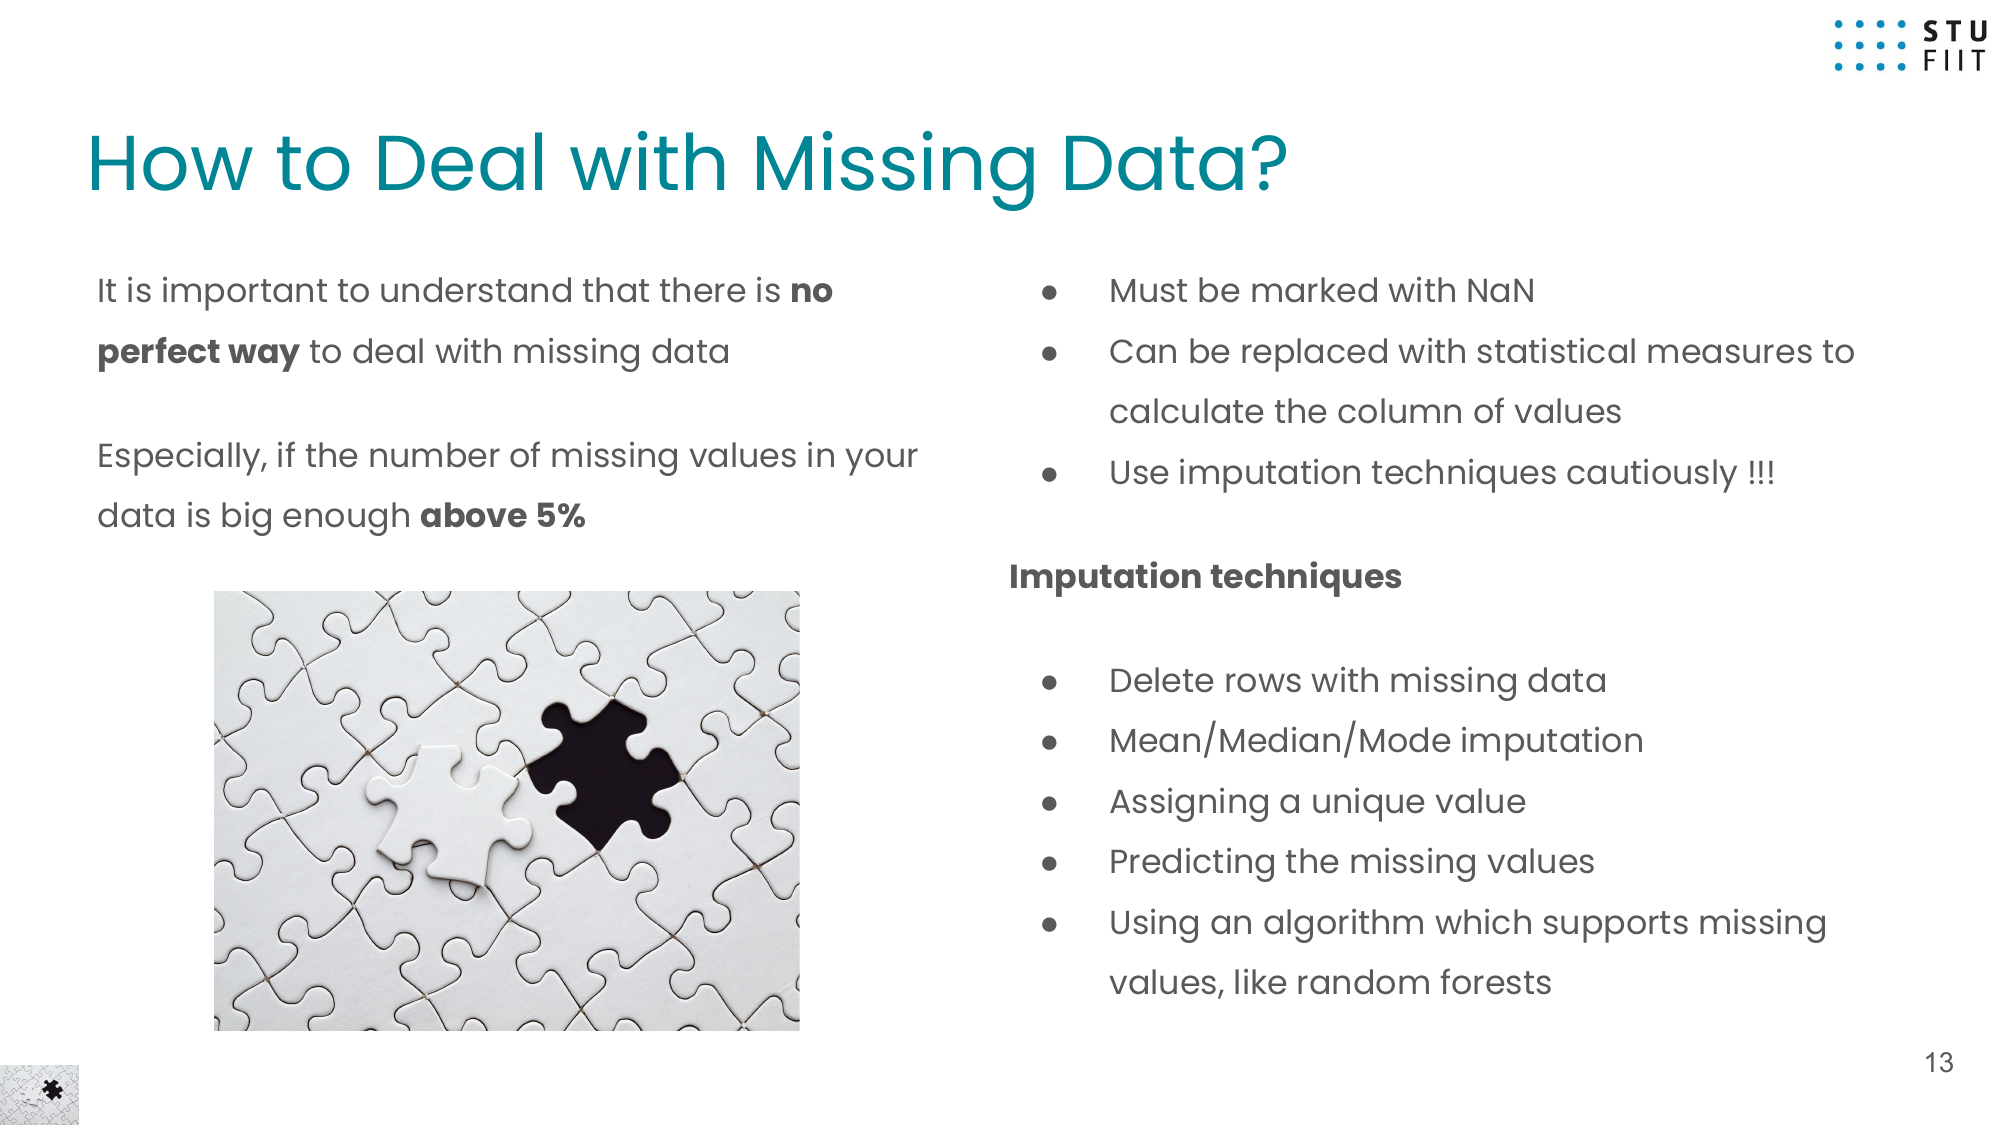 STU
FIIT
How to Deal with Missing Data?
It is important to understand that there is no
perfect way to deal with missing data
Especially, if the number of missing values in your
data is big enough above 5%
● Must be marked with NaN
● Can be replaced with statistical measures to
calculate the column of values
● Use imputation techniques cautiously !!!
Imputation techniques
● Delete rows with missing data
● Mean/Median/Mode imputation
● Assigning a unique value
● Predicting the missing values
● Using an algorithm which supports missing
values, like random forests
13